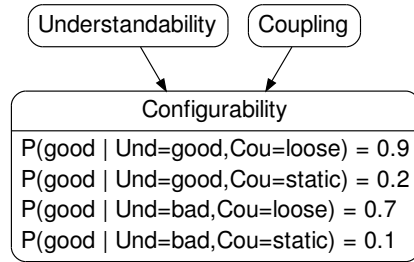 Understandability
Coupling
Configurability
P(good | Und=good,Cou=loose) = 0.9
P(good | Und=good,Cou=static) = 0.2
P(good | Und=bad,Cou=loose) = 0.7
P(good | Und=bad,Cou=static) = 0.1